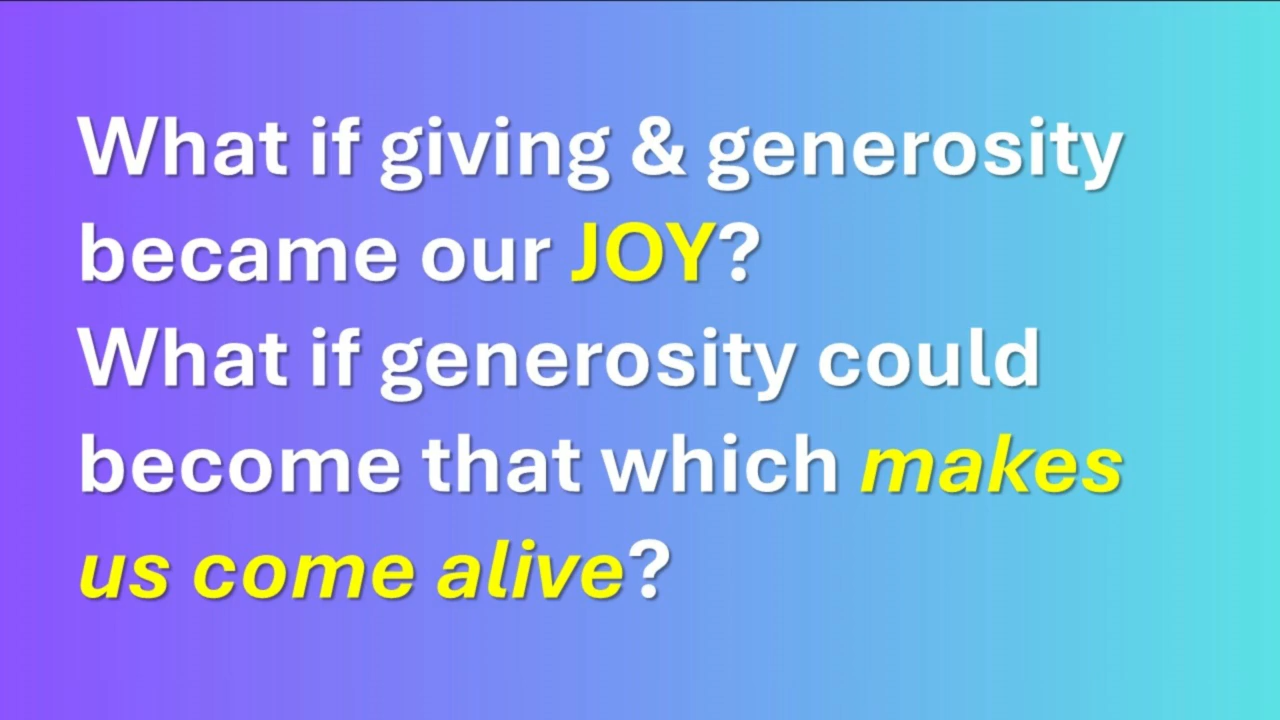 What if giving & generosity
became our JOY?
What if generosity could
become that which makes
us come alive?